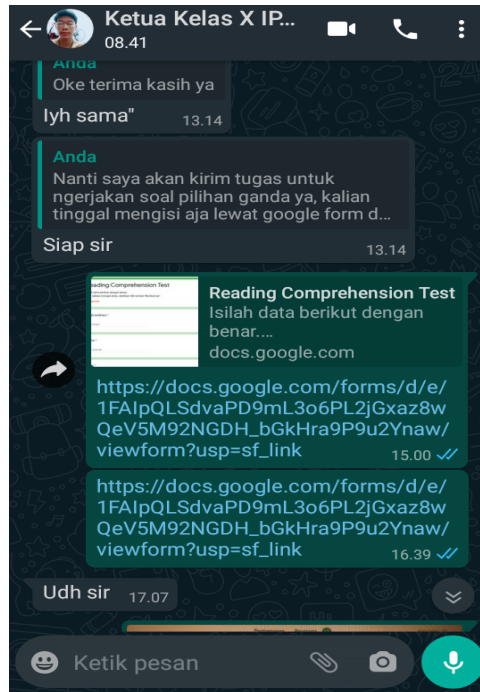 Ketua Kelas X IP...
08.41
Anda
Oke terima kasih ya
Iyh sama" 13.14
Anda
Nanti saya akan kirim tugas untuk
ngerjakan soal pilihan ganda ya, kalian
tinggal mengisi aja lewat google form d...
Siap sir 13.14
Reading Comprehension Test
Reading Comprehension Test
Isilah data berikut dengan
benar....
docs.google.com
https://docs.google.com/forms/d/e/
1FAIpQLSdvaPD9mL3o6PL2jGxaz8w
QeV5M92NGDH_bGkHra9P9u2Ynaw/
viewform?usp=sf_link 15.00
https://docs.google.com/forms/d/e/
1FAIpQLSdvaPD9mL3o6PL2jGxaz8w
QeV5M92NGDH_bGkHra9P9u2Ynaw/
viewform?usp=sf_link 16.39
Udh sir 17.07
Ketik pesan